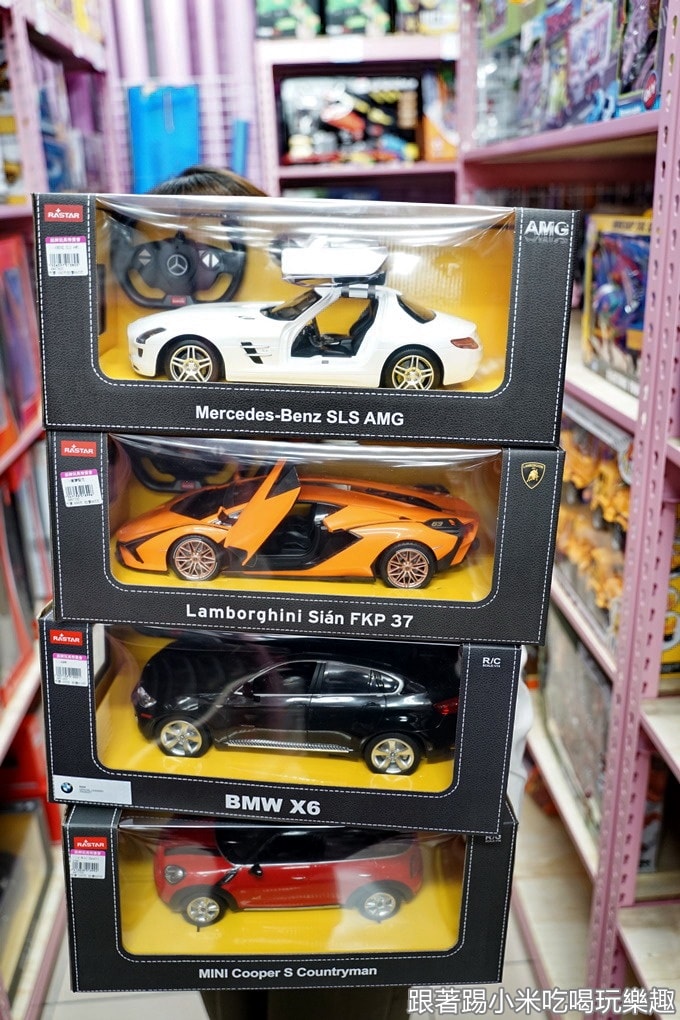 RASTAR
AMG
Mercedes-Benz SLS AMG
RASTAR
Lamborghini Sián FKP 37
RASTAR
R/C
BMW X6
RASTAR
R/C
MINI Cooper S Countryman
跟著踢小米吃喝玩樂趣